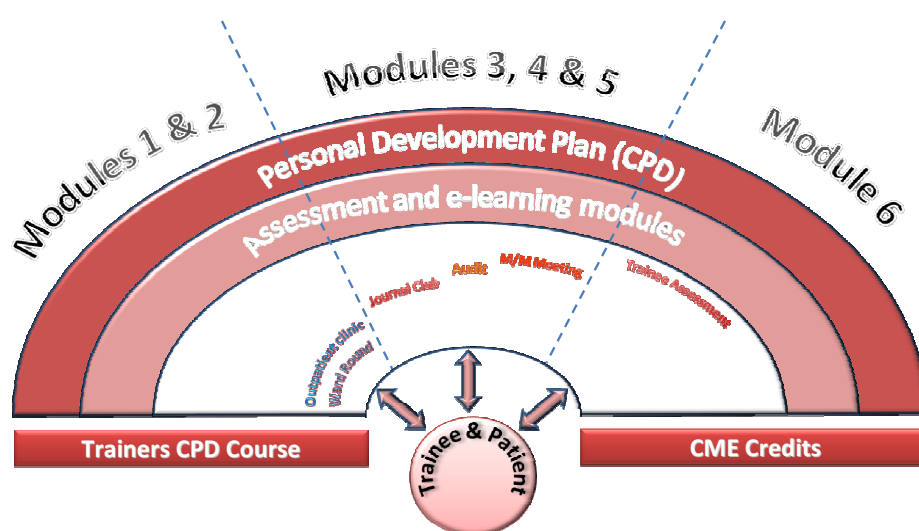 Modules 1 & 2
Modules 3, 4 & 5
Module 6
Personal Development Plan (CPD)
Assessment and e-learning modules
Outpatient clinic
Ward Round
Journal Club
Audit
M/M Meeting
Trainee Assessment
Trainers CPD Course
Trainee & Patient
CME Credits